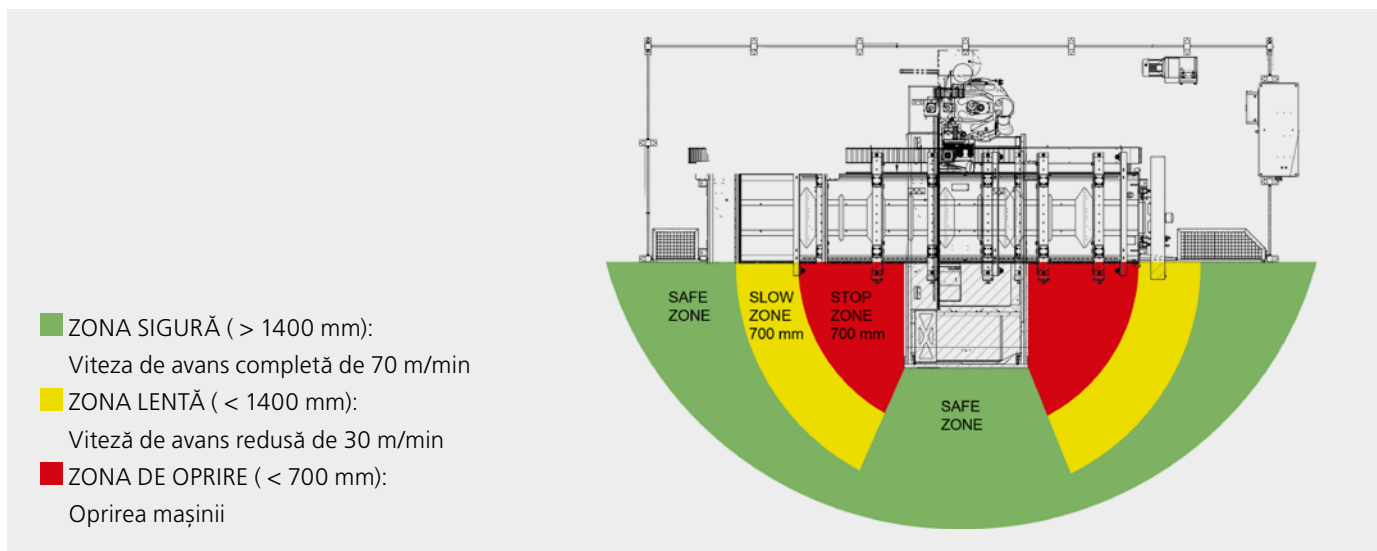 ZONA SIGURĂ ( > 1400 mm):
Viteza de avans completă de 70 m/min
ZONA LENTĂ ( < 1400 mm):
Viteză de avans redusă de 30 m/min
ZONA DE OPRIRE ( < 700 mm):
Oprirea mașinii
SAFE
ZONE
SLOW
ZONE
700 mm
STOP
ZONE
700 mm
SAFE
ZONE